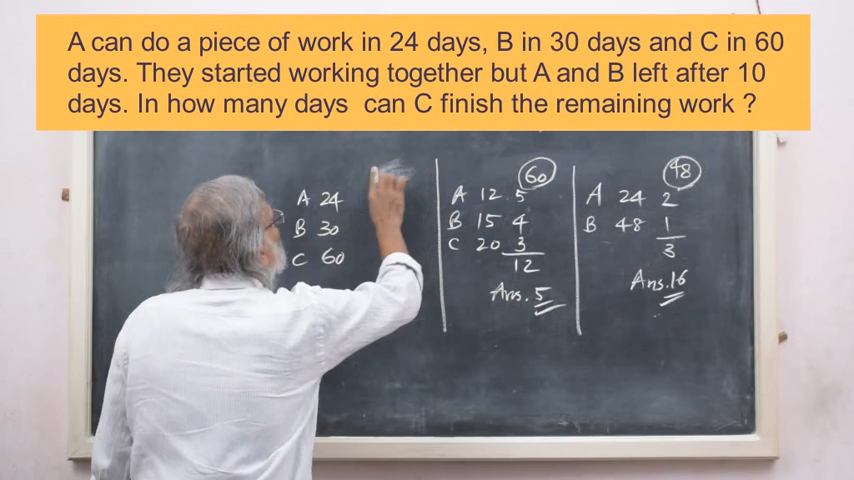 A can do a piece of work in 24 days, B in 30 days and C in 60
days. They started working together but A and B left after 10
days. In how many days can C finish the remaining work ?
A 24
B 30
C 60
60
A 12 5
B 15 4
C 20 3
12
Ans. 5
48
A 24 2
B 48 1
3
Ans. 16